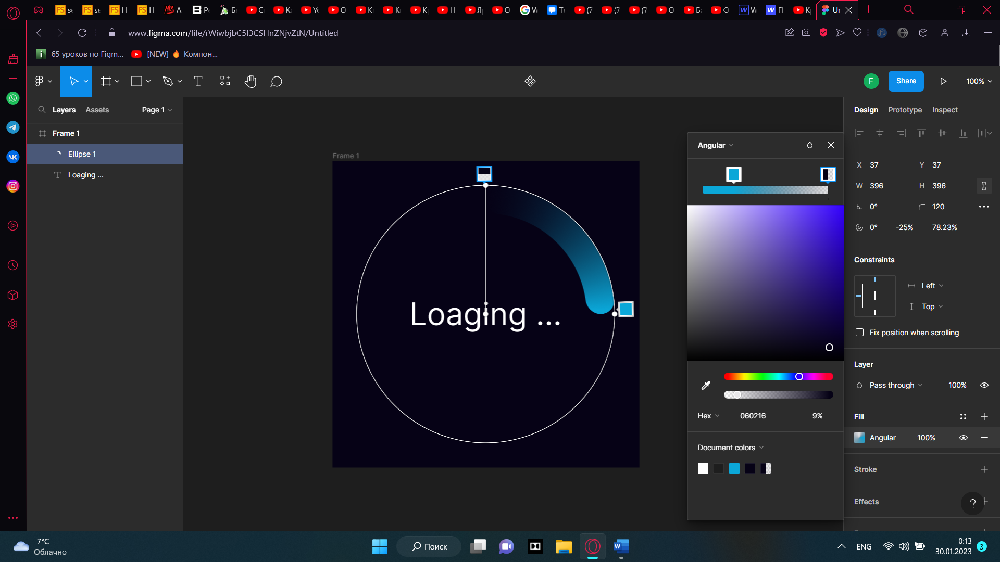 www.figma.com/file/rWiwbjbC5f3CSHnZNjvZtN/Untitled
65 уроков по Figm...
[NEW] 🔥 Компон...
F
Share
100%
Layers
Assets
Page 1
Design
Prototype
Inspect
Frame 1
Ellipse 1
Loaging ...
Frame 1
Loaging ...
Angular
X 37
Y 37
W 396
H 396
0°
120
0°
-25%
78.23%
Constraints
Left
Top
Fix position when scrolling
Layer
Pass through
100%
Hex
060216
9%
Fill
Angular
100%
Document colors
Stroke
Effects
?
-7°C
Облачно
Поиск
ENG
0:13
30.01.2023
3